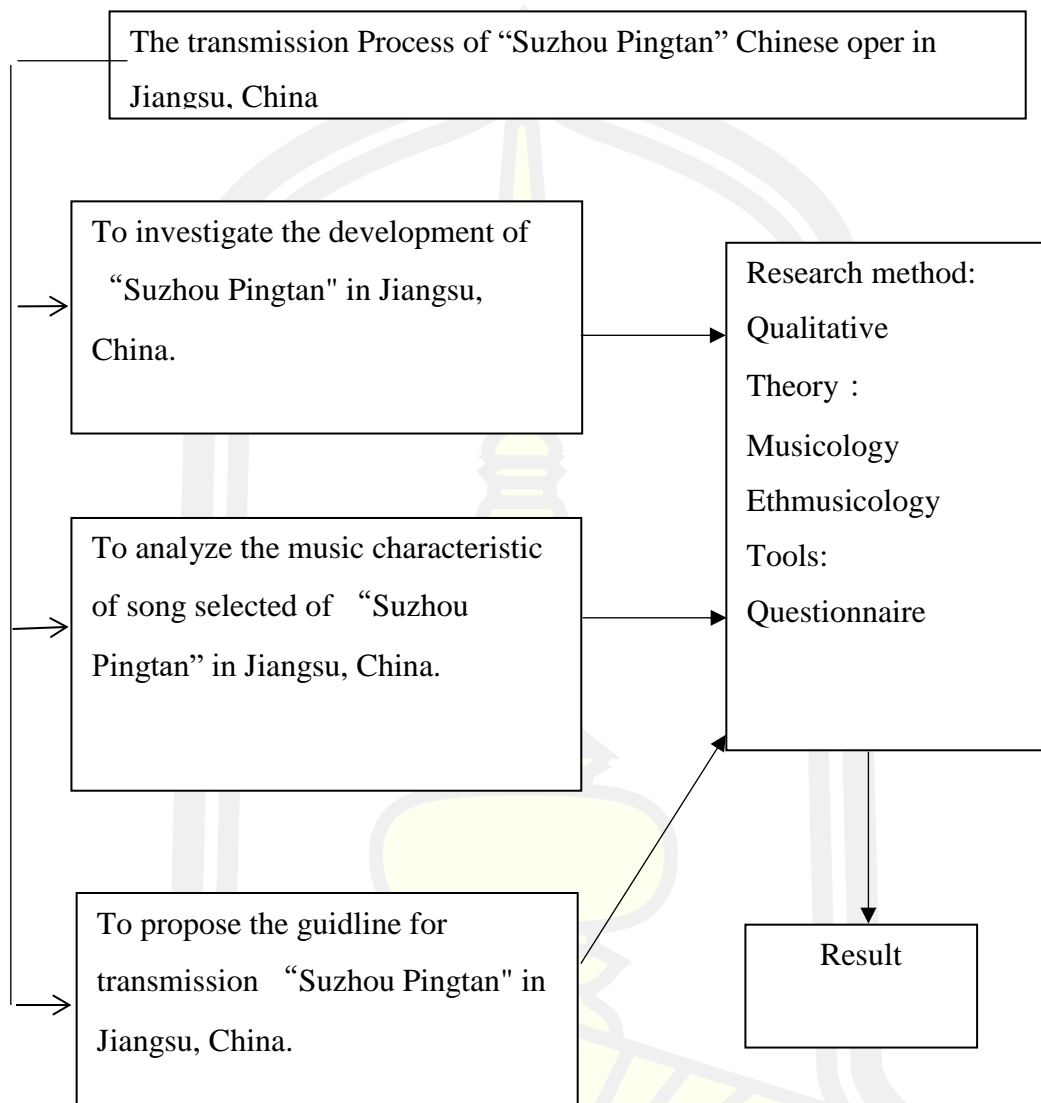 The transmission Process of “Suzhou Pingtan” Chinese oper in
Jiangsu, China
To investigate the development of
“Suzhou Pingtan" in Jiangsu,
China.
To analyze the music characteristic
of song selected of “Suzhou
Pingtan” in Jiangsu, China.
To propose the guidline for
transmission “Suzhou Pingtan" in
Jiangsu, China.
Research method:
Qualitative
Theory：
Musicology
Ethmusicology
Tools:
Questionnaire
Result